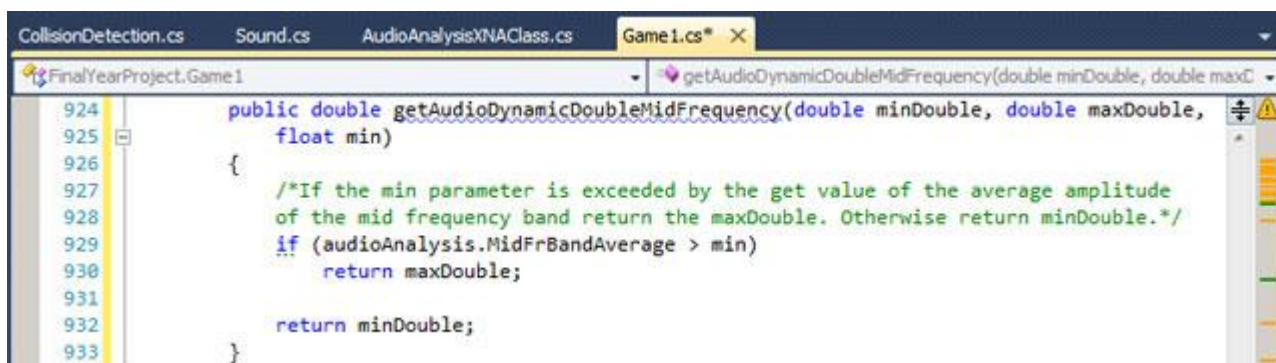 CollisionDetection.cs Sound.cs AudioAnalysisXNAClass.cs Game1.cs* ×
FinalYearProject.Game1 getAudioDynamicDoubleMidFrequency(double minDouble, double maxD
924 public double getAudioDynamicDoubleMidFrequency(double minDouble, double maxDouble,
925 float min)
926 {
927 /*If the min parameter is exceeded by the get value of the average amplitude
928 of the mid frequency band return the maxDouble. Otherwise return minDouble.*/
929 if (audioAnalysis.MidFrBandAverage > min)
930 return maxDouble;
931
932 return minDouble;
933 }